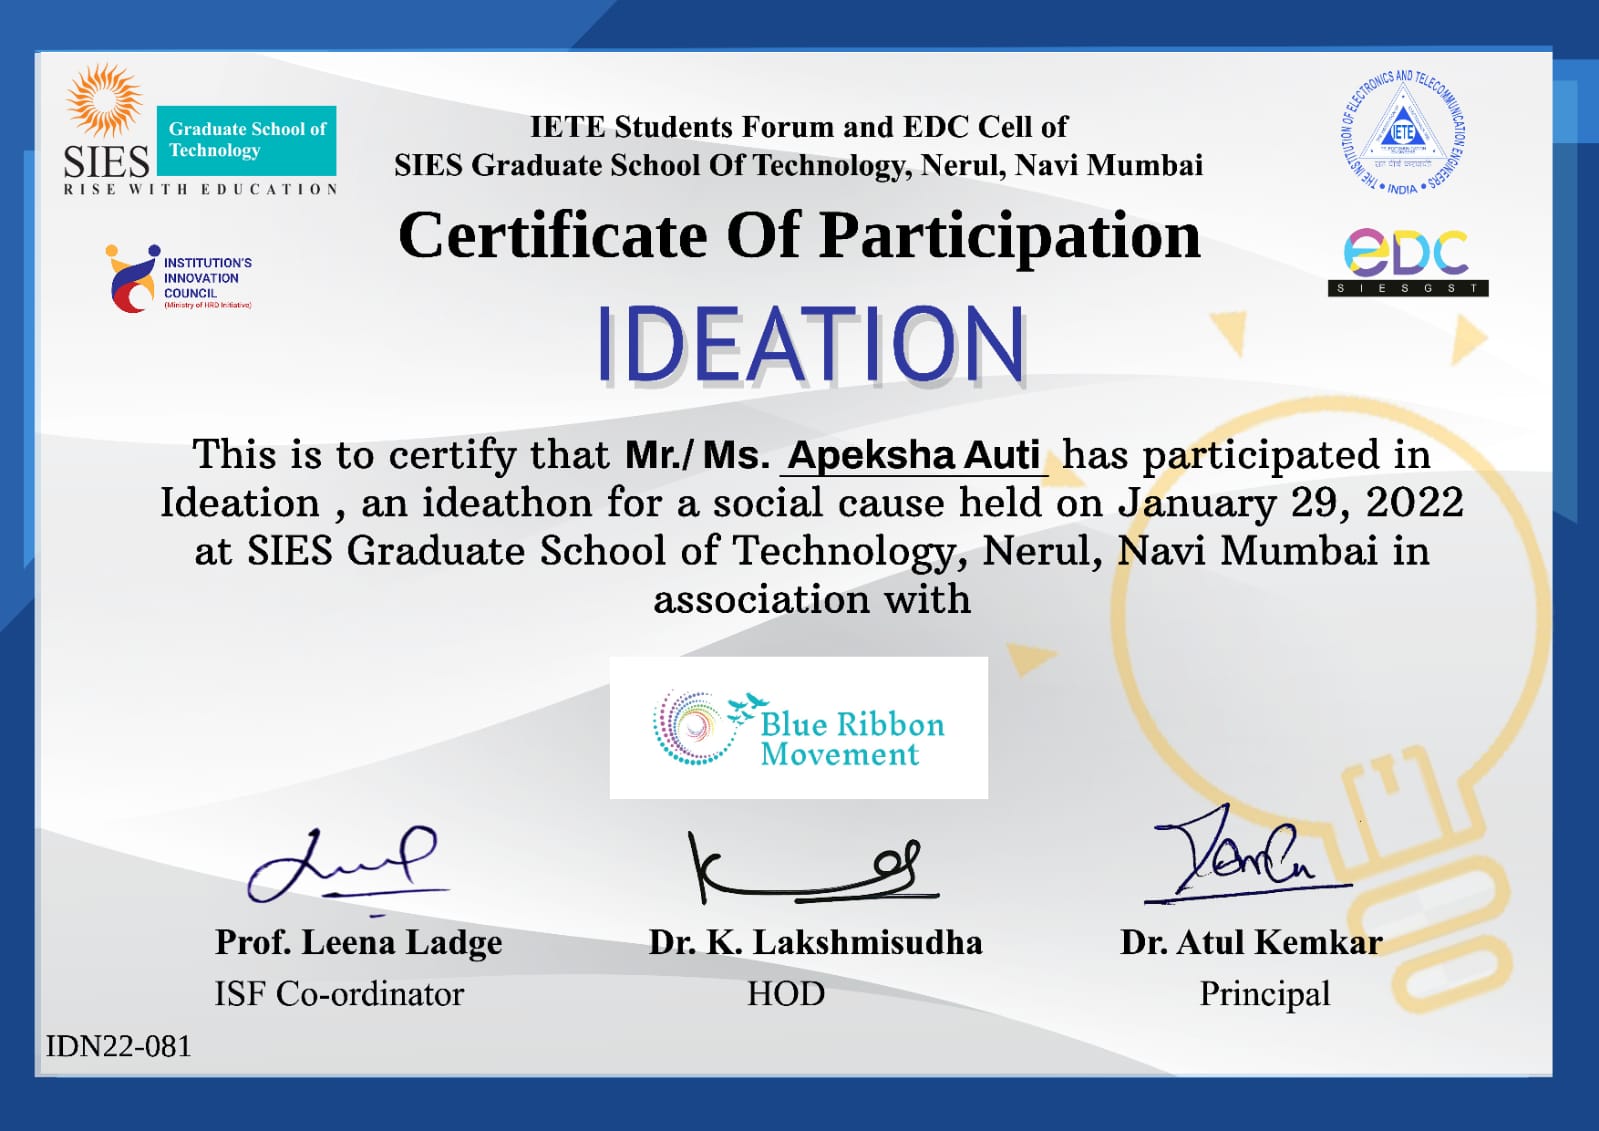 SIES
Graduate School of
Technology
RISE WITH EDUCATION
INSTITUTION'S
INNOVATION
COUNCIL
(Ministry of HRD Initiative)
IETE Students Forum and EDC Cell of
SIES Graduate School Of Technology, Nerul, Navi Mumbai
Certificate Of Participation
IDEATION
THE INSTITUTION OF ELECTRONICS AND TELECOMMUNICATION ENGINEERS
IETE
INDIA
EDC
SIESGST
This is to certify that Mr./ Ms. Apeksha Auti has participated in
Ideation , an ideathon for a social cause held on January 29, 2022
at SIES Graduate School of Technology, Nerul, Navi Mumbai in
association with
Blue Ribbon
Movement
Prof. Leena Ladge
ISF Co-ordinator
Dr. K. Lakshmisudha
HOD
Dr. Atul Kemkar
Principal
IDN22-081